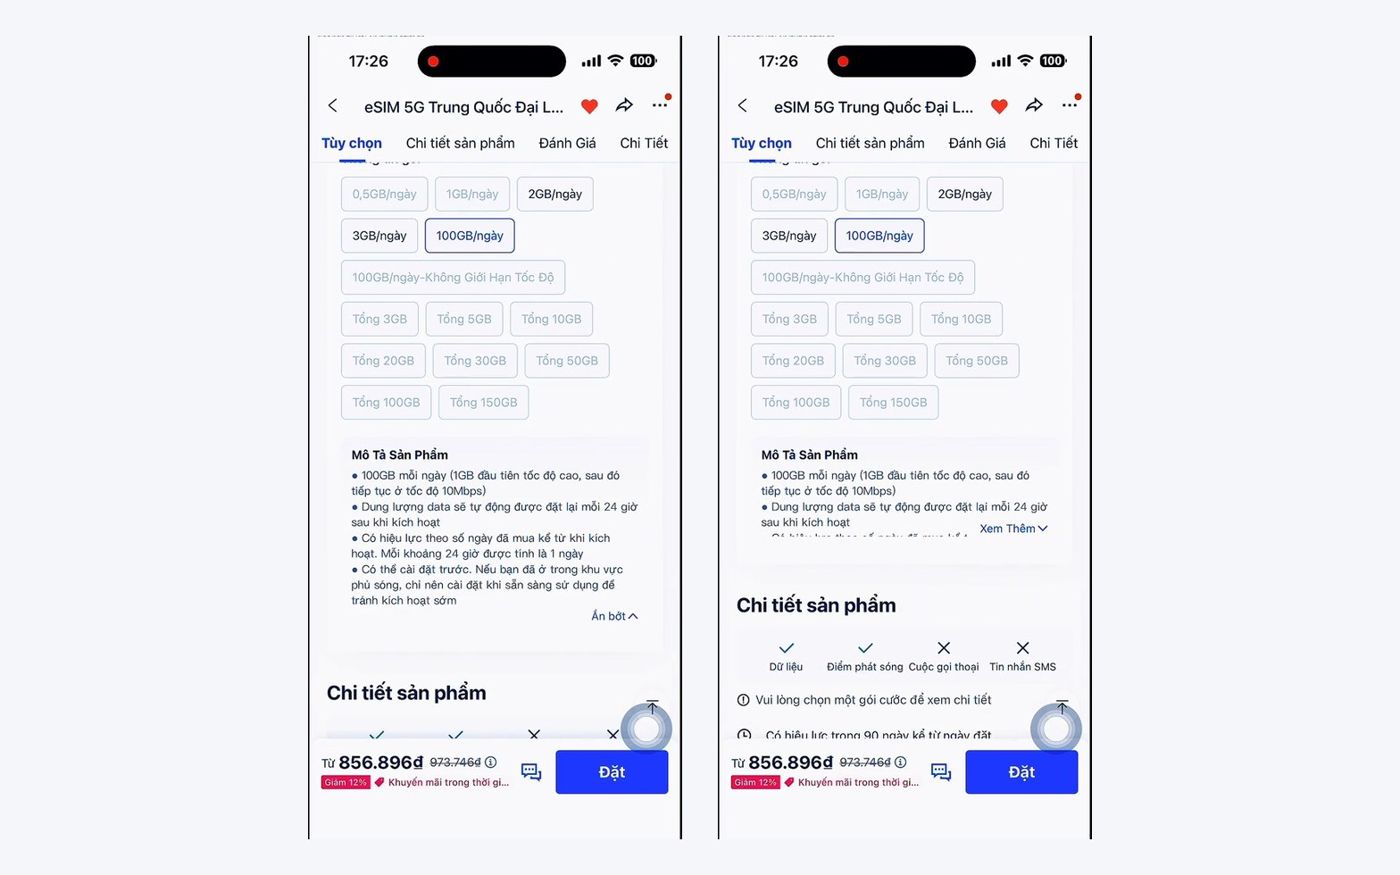 17:26
100
eSIM 5G Trung Quốc Đại L...
Tùy chọn
Chi tiết sản phẩm
Đánh Giá
Chi Tiết
0,5GB/ngày
1GB/ngày
2GB/ngày
3GB/ngày
100GB/ngày
100GB/ngày-Không Giới Hạn Tốc Độ
Tổng 3GB
Tổng 5GB
Tổng 10GB
Tổng 20GB
Tổng 30GB
Tổng 50GB
Tổng 100GB
Tổng 150GB
Mô Tả Sản Phẩm
● 100GB mỗi ngày (1GB đầu tiên tốc độ cao, sau đó
tiếp tục ở tốc độ 10Mbps)
● Dung lượng data sẽ tự động được đặt lại mỗi 24 giờ
sau khi kích hoạt
● Có hiệu lực theo số ngày đã mua kể từ khi kích
hoạt. Mỗi khoảng 24 giờ được tính là 1 ngày
● Có thể cài đặt trước. Nếu bạn đã ở trong khu vực
phủ sóng, chỉ nên cài đặt khi sẵn sàng sử dụng để
tránh kích hoạt sớm
Ẩn bớt
Chi tiết sản phẩm
Từ 856.896₫ 973.746₫
Giảm 12%
Khuyến mãi trong thời gi...
Đặt
17:26
100
eSIM 5G Trung Quốc Đại L...
Tùy chọn
Chi tiết sản phẩm
Đánh Giá
Chi Tiết
0,5GB/ngày
1GB/ngày
2GB/ngày
3GB/ngày
100GB/ngày
100GB/ngày-Không Giới Hạn Tốc Độ
Tổng 3GB
Tổng 5GB
Tổng 10GB
Tổng 20GB
Tổng 30GB
Tổng 50GB
Tổng 100GB
Tổng 150GB
Mô Tả Sản Phẩm
● 100GB mỗi ngày (1GB đầu tiên tốc độ cao, sau đó
tiếp tục ở tốc độ 10Mbps)
● Dung lượng data sẽ tự động được đặt lại mỗi 24 giờ
sau khi kích hoạt
Xem Thêm
Chi tiết sản phẩm
Dữ liệu
Điểm phát sóng
Cuộc gọi thoại
Tin nhắn SMS
Vui lòng chọn một gói cước để xem chi tiết
Có hiệu lực trong 90 ngày kể từ ngày đặt
Từ 856.896₫ 973.746₫
Giảm 12%
Khuyến mãi trong thời gi...
Đặt